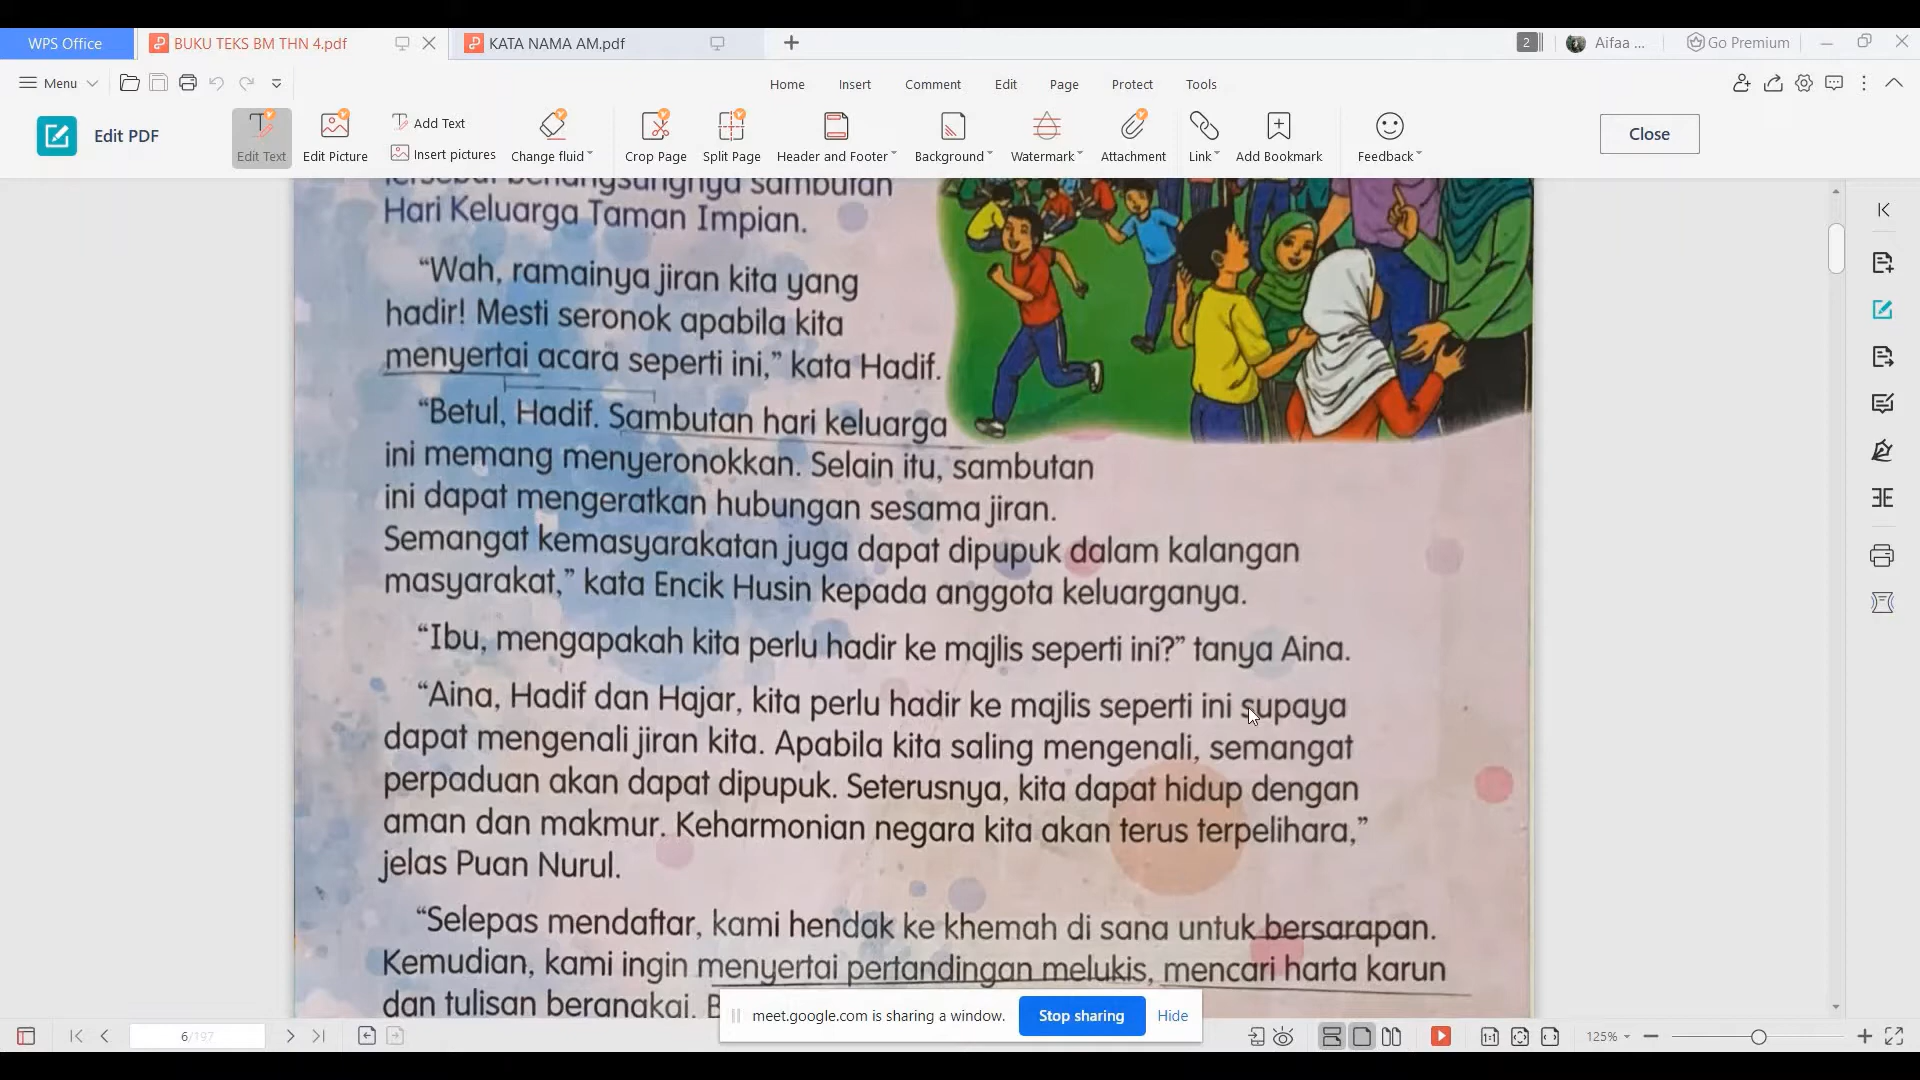 WPS Office
BUKU TEKS BM THN 4.pdf
KATA NAMA AM.pdf
2
Aifaa ...
Go Premium
Menu
Home
Insert
Comment
Edit
Page
Protect
Tools
Edit PDF
Edit Text
Edit Picture
Add Text
Insert pictures
Change fluid
Crop Page
Split Page
Header and Footer
Background
Watermark
Attachment
Link
Add Bookmark
Feedback
Close
tersebut berlangsungnya sambutan
Hari Keluarga Taman Impian.
“Wah, ramainya jiran kita yang
hadir! Mesti seronok apabila kita
menyertai acara seperti ini,” kata Hadif.
“Betul, Hadif. Sambutan hari keluarga
ini memang menyeronokkan. Selain itu, sambutan
ini dapat mengeratkan hubungan sesama jiran.
Semangat kemasyarakatan juga dapat dipupuk dalam kalangan
masyarakat,” kata Encik Husin kepada anggota keluarganya.
“Ibu, mengapakah kita perlu hadir ke majlis seperti ini?” tanya Aina.
“Aina, Hadif dan Hajar, kita perlu hadir ke majlis seperti ini supaya
dapat mengenali jiran kita. Apabila kita saling mengenali, semangat
perpaduan akan dapat dipupuk. Seterusnya, kita dapat hidup dengan
aman dan makmur. Keharmonian negara kita akan terus terpelihara,”
jelas Puan Nurul.
“Selepas mendaftar, kami hendak ke khemah di sana untuk bersarapan.
Kemudian, kami ingin menyertai pertandingan melukis, mencari harta karun
dan tulisan berangkai. B
meet.google.com is sharing a window.
Stop sharing
Hide
6/197
1:1
125%